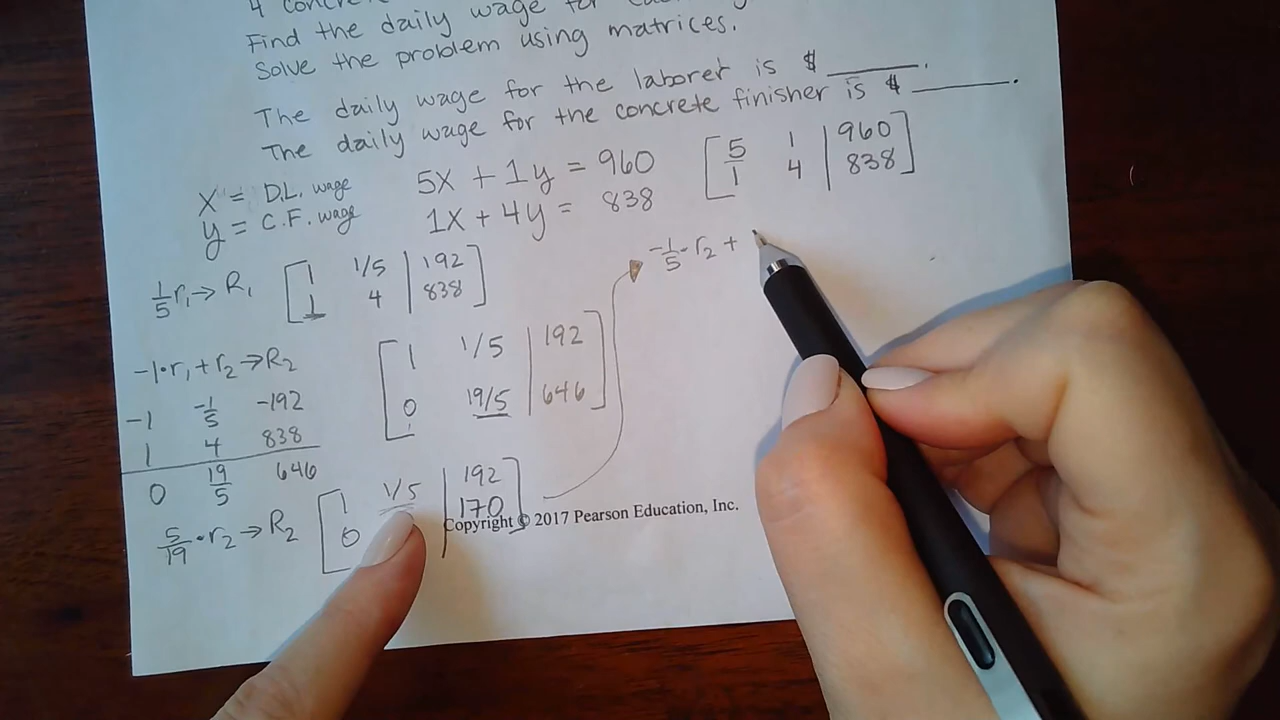 4 concrete
Find the daily wage for
Solve the problem using matrices.
The daily wage for the laborer is $ ______.
The daily wage for the concrete finisher is $ ______.
x = D.L. wage
y = C.F. wage
5x + 1y = 960
1x + 4y = 838
[5 1 | 960]
[1 4 | 838]
1/5 r₁ → R₁ [1 1/5 | 192]
[1 4 | 838]
-1·r₁ + r₂ → R₂ [1 1/5 | 192]
[0 19/5 | 646]
-1 -1/5 -192
1 4 838
0 19/5 646
5/19 · r₂ → R₂ [1 1/5 | 192]
[0 | 170]
-1/5 · r₂ +
Copyright © 2017 Pearson Education, Inc.